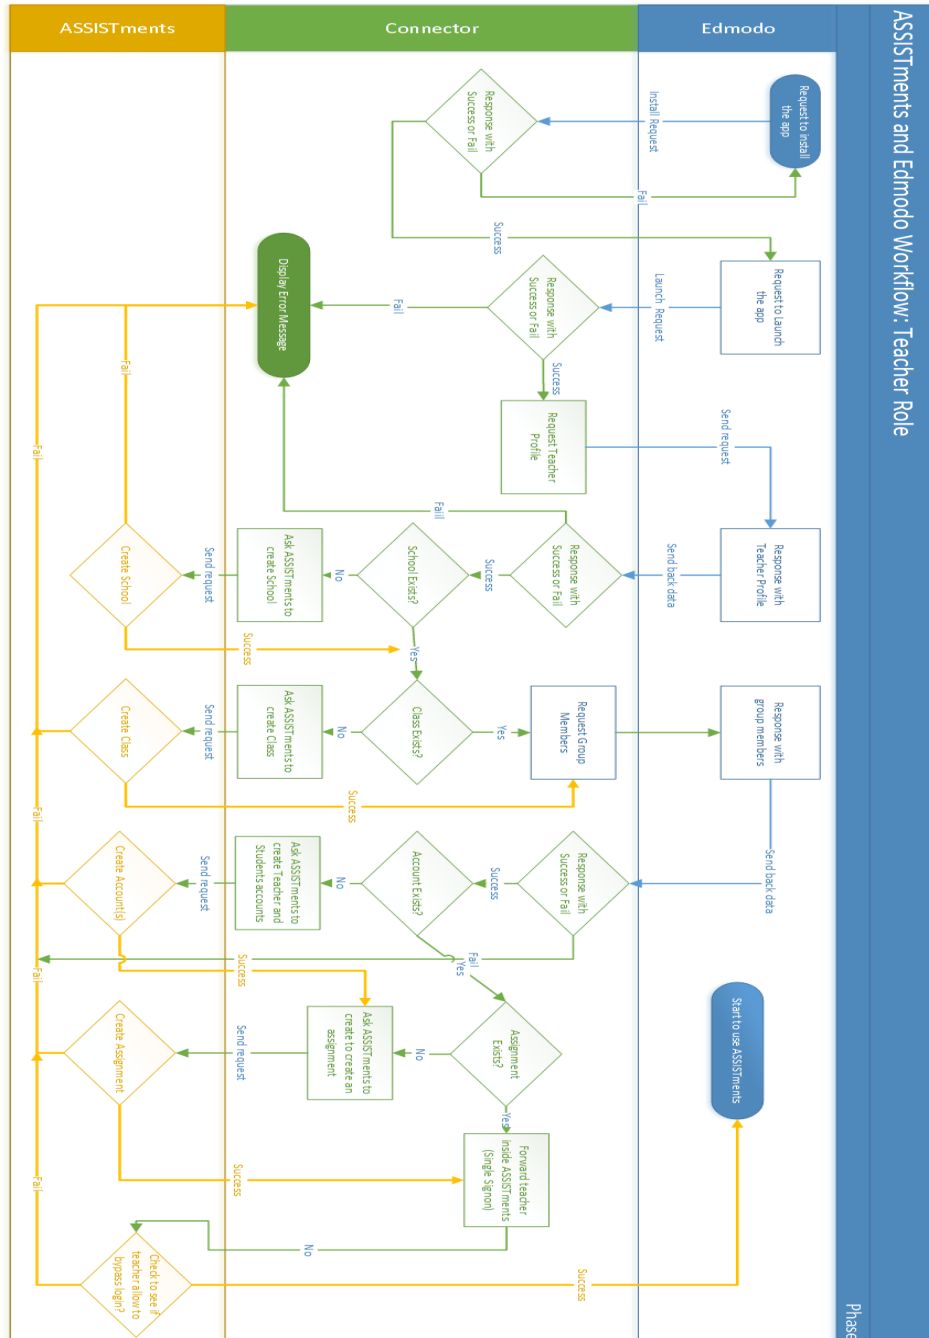 ASSISTments and Edmodo Workflow: Teacher Role
Phase
Edmodo
Connector
ASSISTments
Request to install
the app
Install Request
Response with
Success or Fail
Fail
Success
Request to Launch
the app
Launch Request
Response with
Success or Fail
Fail
Display Error Message
Success
Request Teacher
Profile
Send request
Response with
Teacher Profile
Send back data
Response with
Success or Fail
Faiil
Success
School Exists?
No
Ask ASSISTments to
create School
Send request
Create School
Fail
Fail
Success
Yes
Class Exists?
No
Ask ASSISTments to
create Class
Send request
Create Class
Fail
Success
Yes
Request Group
Members
Response with
group members
Send back data
Response with
Success or Fail
Success
Fail
Account Exists?
No
Ask ASSISTments to
create Teacher and
Students accounts
Send request
Create Account(s)
Fail
Success
Yes
Assignment
Exists?
No
Ask ASSISTments to
create to create an
assignment
Send request
Create Assignment
Fail
Success
Yes
Forward teacher
inside ASSISTments
(Single Signon)
No
Check to see if
teacher allow to
bypass login?
Success
Start to use ASSISTments